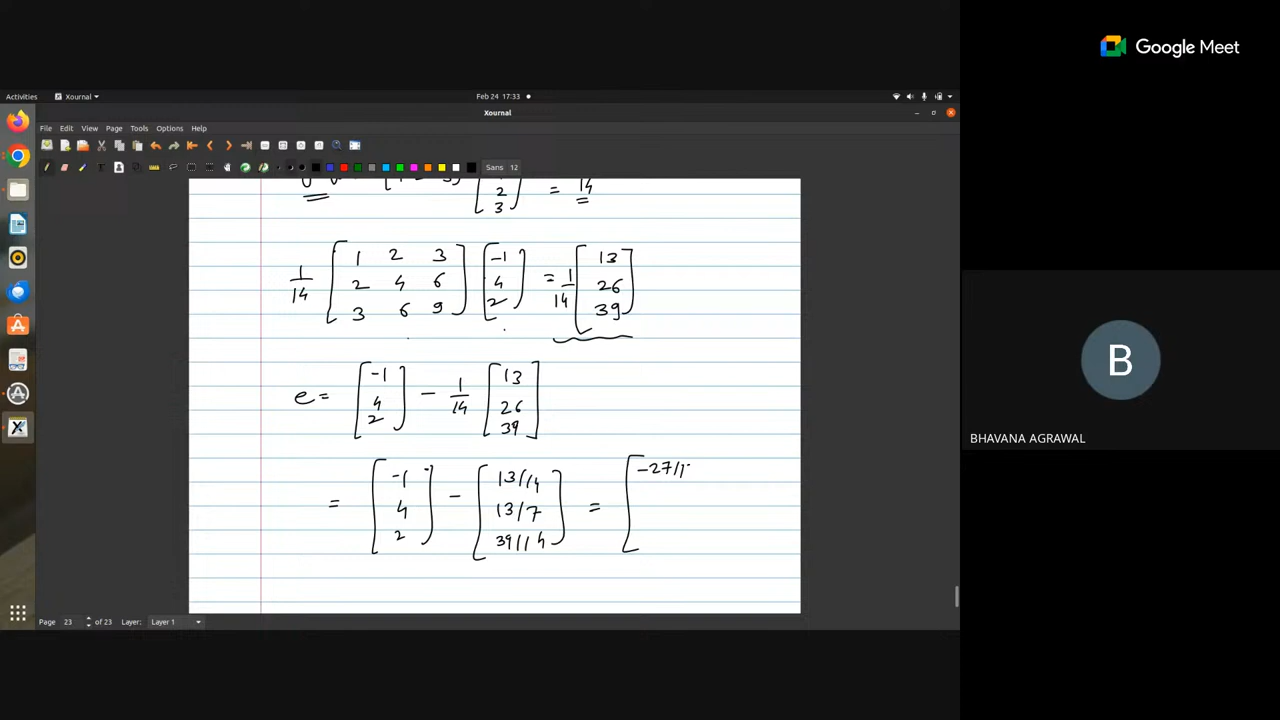 Google Meet
Activities Xournal Feb 24 17:33
Xournal
File Edit View Page Tools Options Help
Sans 12
[1 2 3] [2 3] = 14
1/14 [1 2 3; 2 4 6; 3 6 9] [-1; 4; 2] = 1/14 [13; 26; 39]
e = [-1; 4; 2] - 1/14 [13; 26; 39]
= [-1; 4; 2] - [13/14; 13/7; 39/14] = [-27/1
B
BHAVANA AGRAWAL
Page 23 of 23 Layer: Layer 1